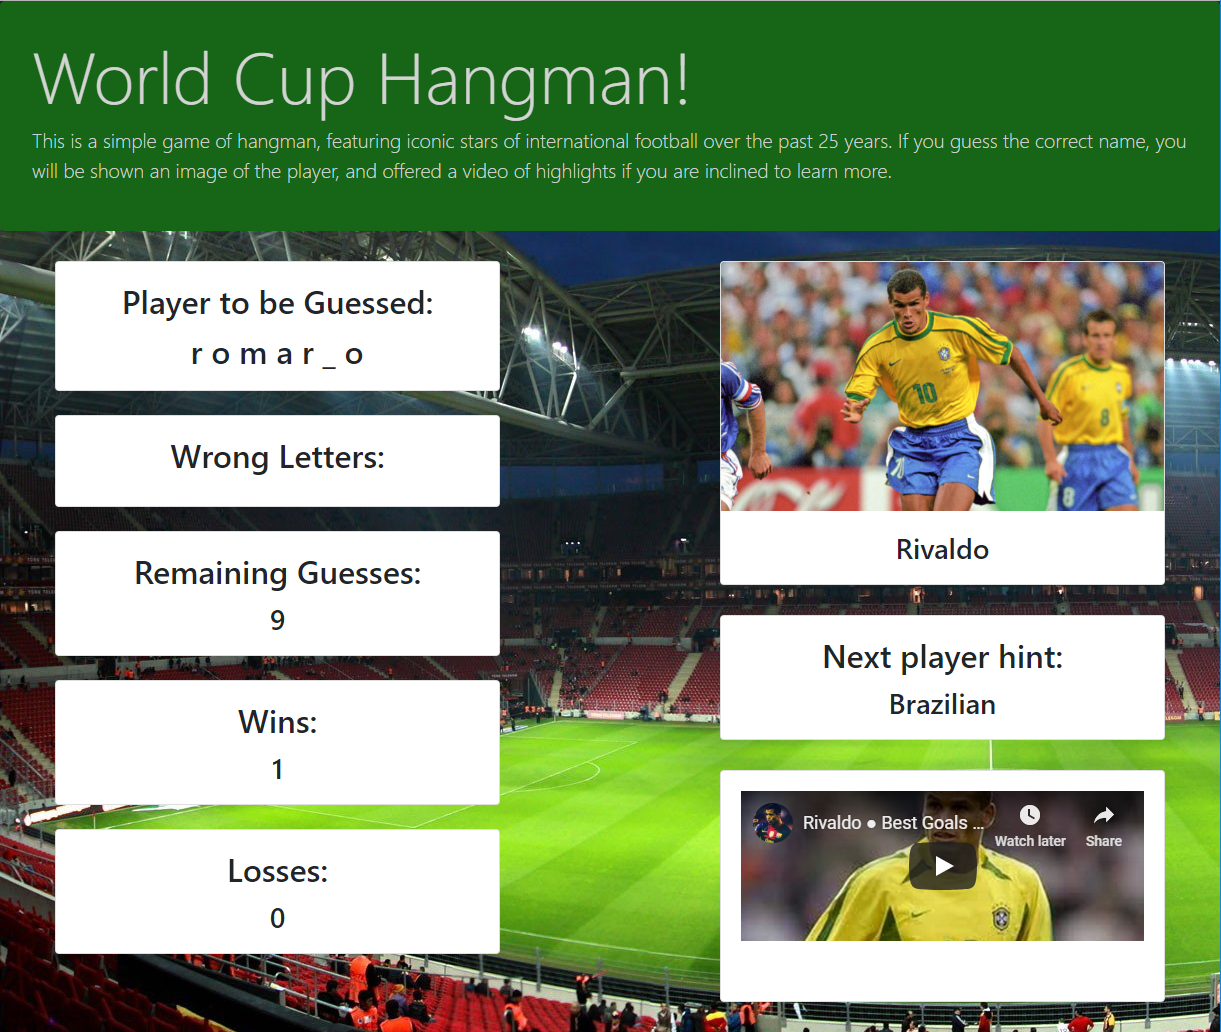 World Cup Hangman!
This is a simple game of hangman, featuring iconic stars of international football over the past 25 years. If you guess the correct name, you
will be shown an image of the player, and offered a video of highlights if you are inclined to learn more.
Player to be Guessed:
r o m a r _ o
Wrong Letters:
Remaining Guesses:
9
Wins:
1
Losses:
0
10
8
8
Rivaldo
Next player hint:
Brazilian
Rivaldo ● Best Goals ...
Watch later
Share